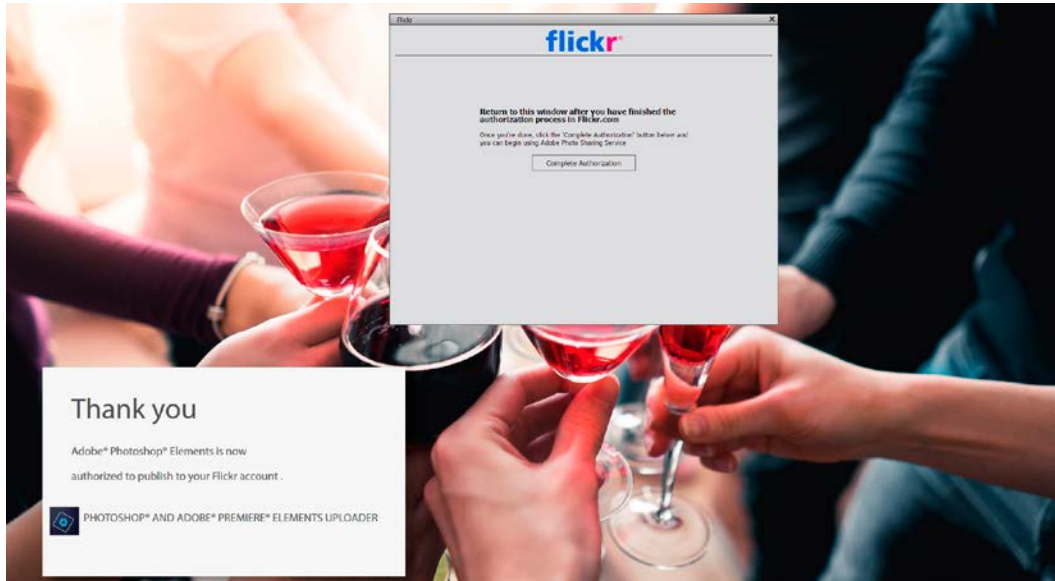 Flickr
flickr
Return to this window after you have finished the
authorization process in Flickr.com
Once you're done, click the 'Complete Authorization' button below and
you can begin using Adobe Photo Sharing Service
Complete Authorization
Thank you
Adobe® Photoshop® Elements is now
authorized to publish to your Flickr account .
PHOTOSHOP® AND ADOBE® PREMIERE® ELEMENTS UPLOADER